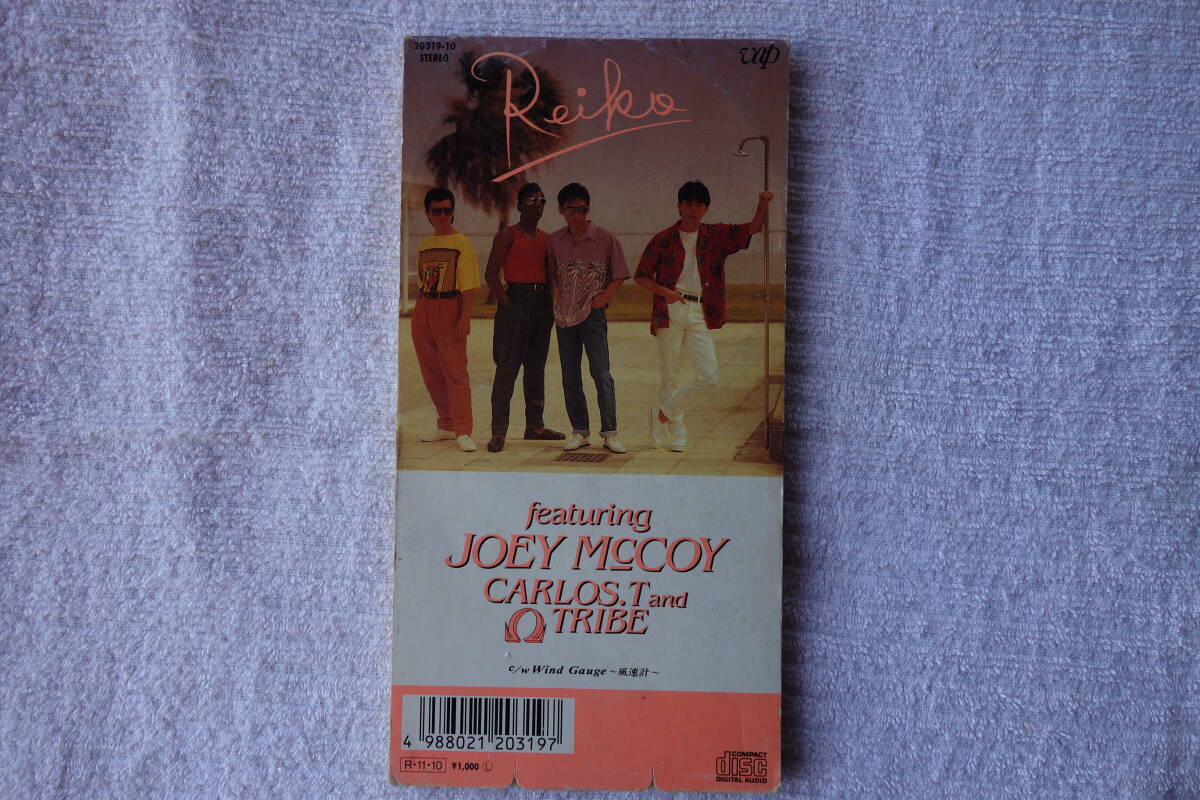 20319-10
STEREO
vap
Reiko
featuring
JOEY McCOY
CARLOS.T and
Ω TRIBE
c/w Wind Gauge ~風速計~
4 988021 203197
R・11・10 ¥1,000 Ⓛ
COMPACT
disc
DIGITAL AUDIO